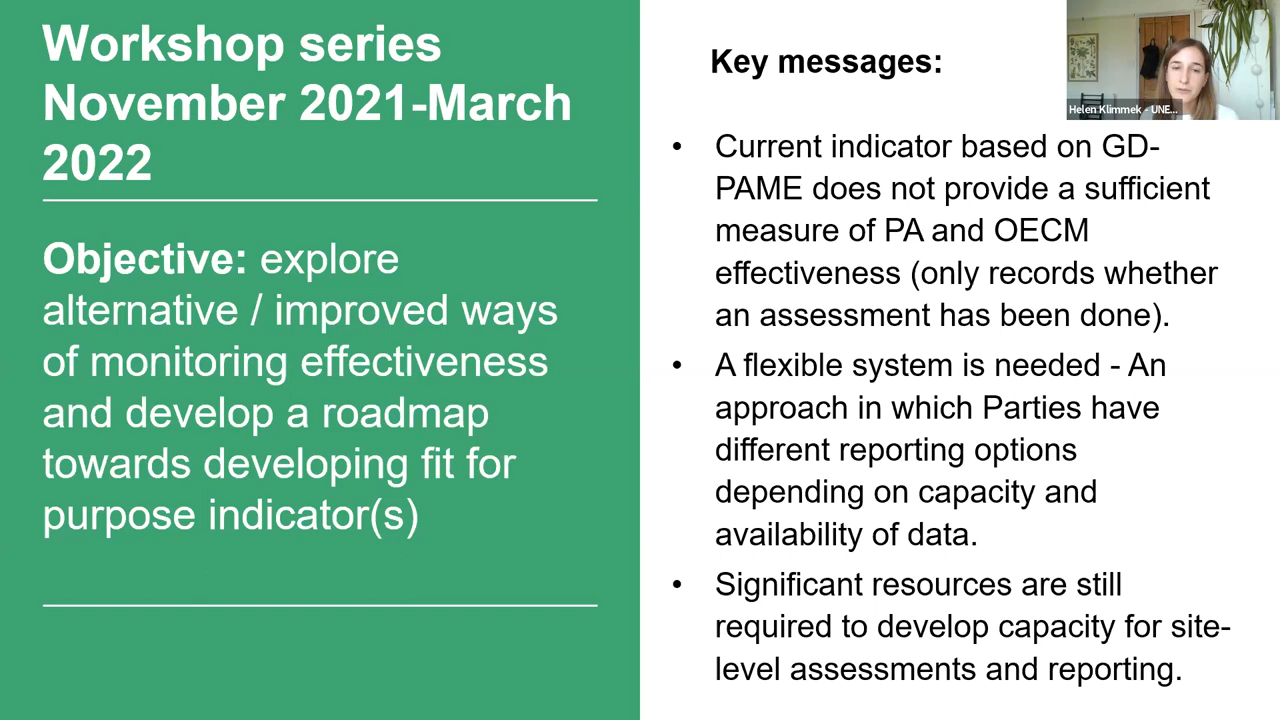 Workshop series
November 2021-March
2022
Objective: explore
alternative / improved ways
of monitoring effectiveness
and develop a roadmap
towards developing fit for
purpose indicator(s)
Key messages:
• Current indicator based on GD-
PAME does not provide a sufficient
measure of PA and OECM
effectiveness (only records whether
an assessment has been done).
• A flexible system is needed - An
approach in which Parties have
different reporting options
depending on capacity and
availability of data.
• Significant resources are still
required to develop capacity for site-
level assessments and reporting.
Helen Klimmek - UNE...